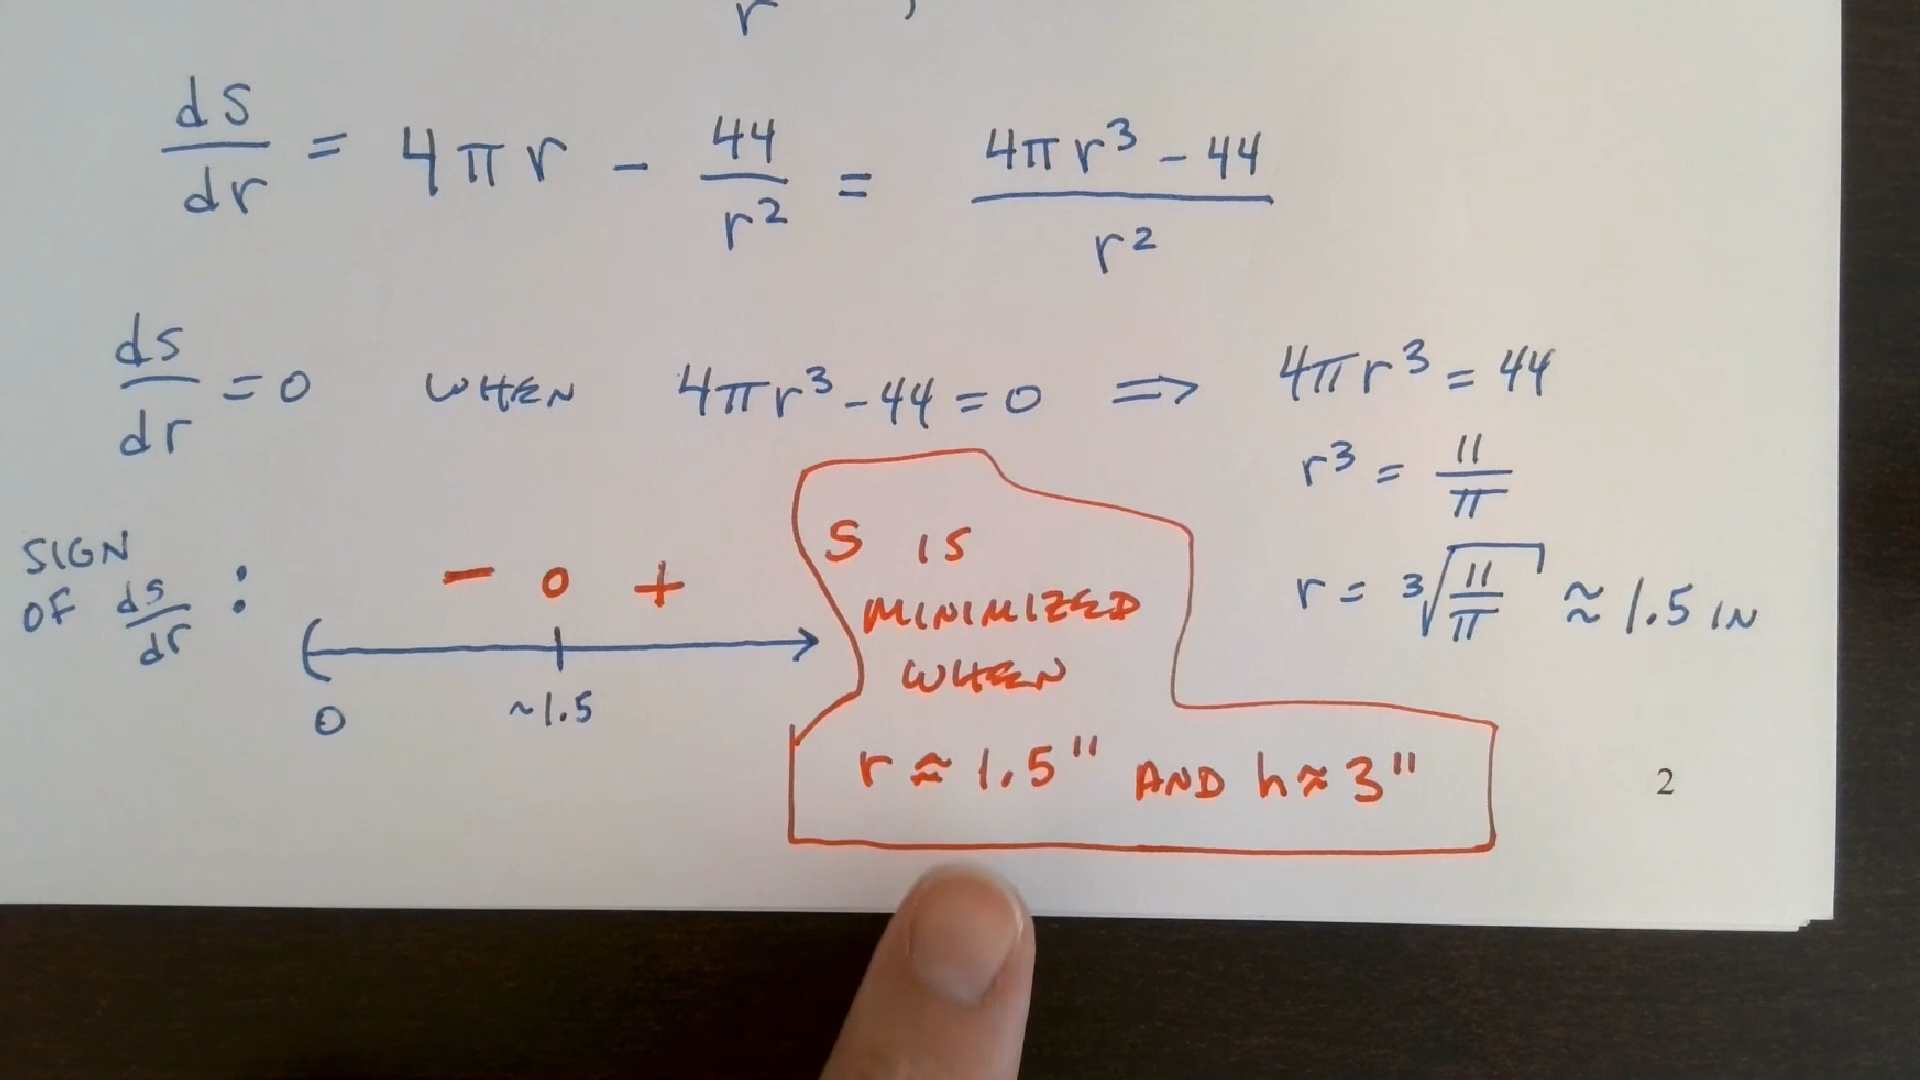 r ,
dS/dr = 4πr - 44/r² = (4πr³ - 44)/r²
ds/dr = 0 WHEN 4πr³ - 44 = 0 ⇒ 4πr³ = 44
r³ = 11/π
r = ³√(11/π) ≈ 1.5 IN
SIGN
OF ds/dr :
- 0 +
0 ~1.5
S IS
MINIMIZED
WHEN
r ≈ 1.5" AND h ≈ 3"
2